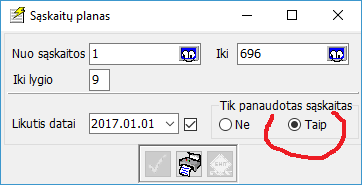 Sąskaitų planas
Nuo sąskaitos 1 Iki 696
Iki lygio 9
Tik panaudotas sąskaitas
Likutis datai 2017.01.01 Ne Taip